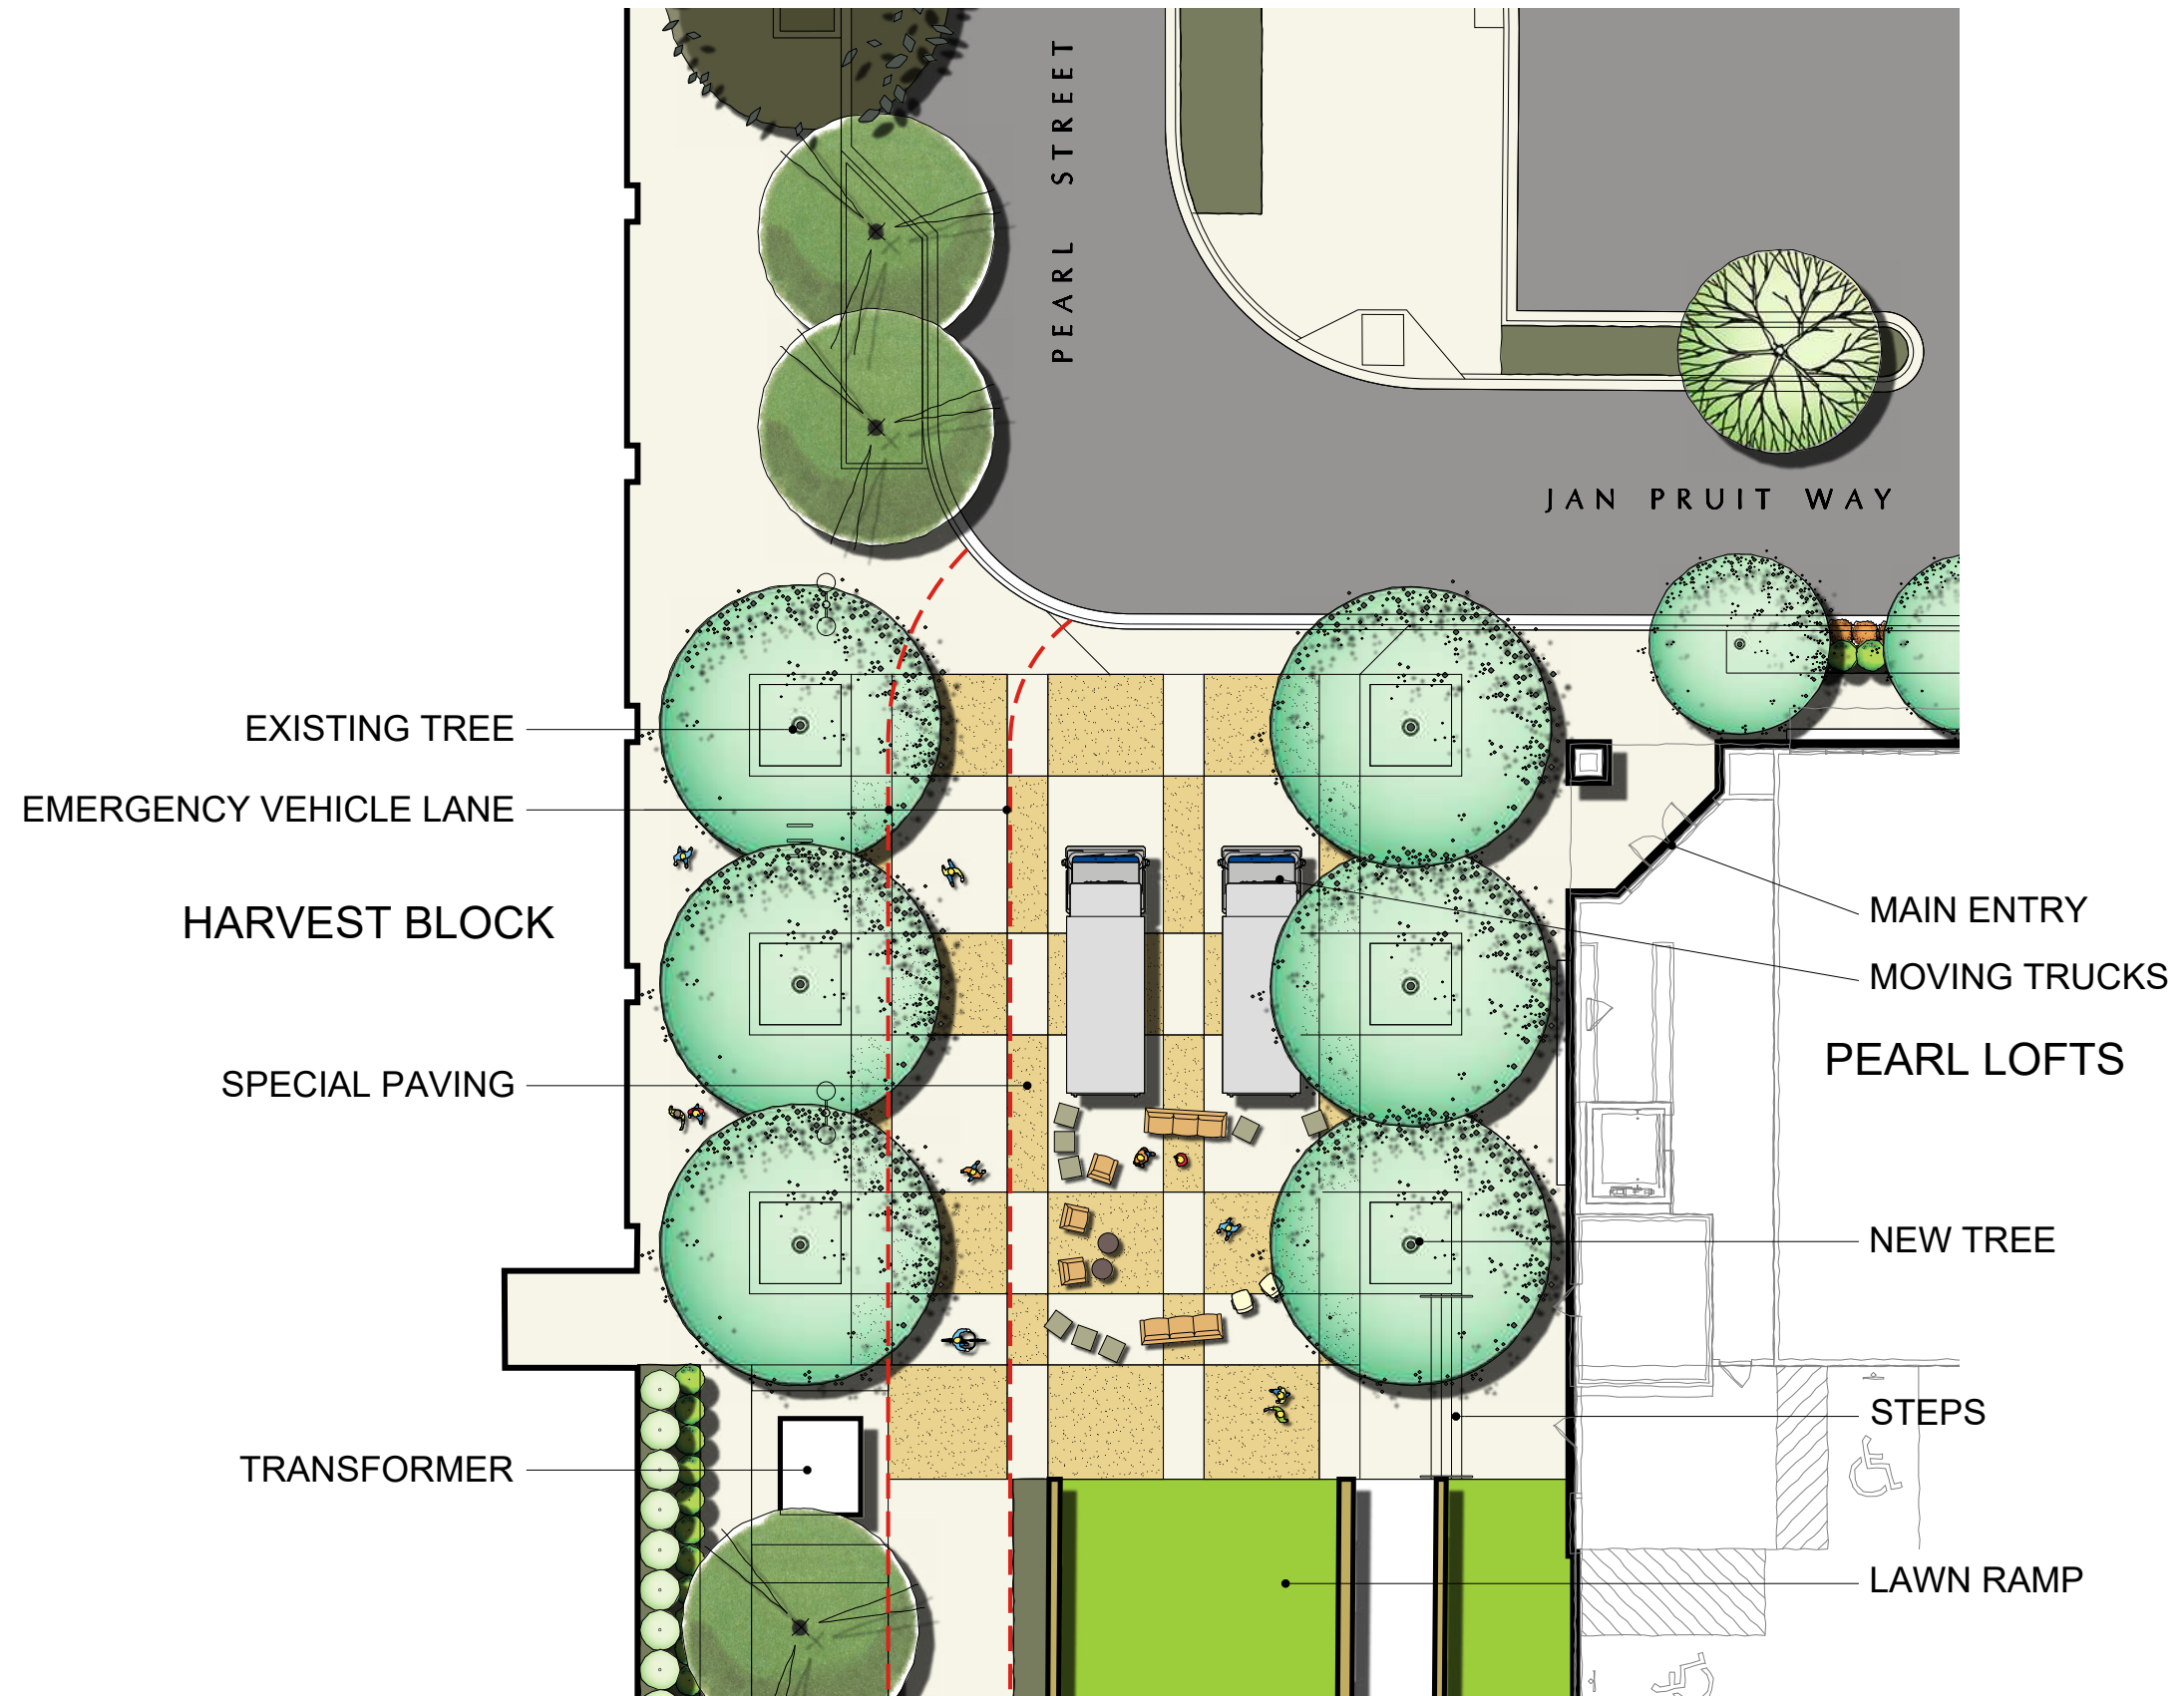 PEARL STREET
JAN PRUIT WAY
EXISTING TREE
EMERGENCY VEHICLE LANE
HARVEST BLOCK
SPECIAL PAVING
TRANSFORMER
MAIN ENTRY
MOVING TRUCKS
PEARL LOFTS
NEW TREE
STEPS
LAWN RAMP